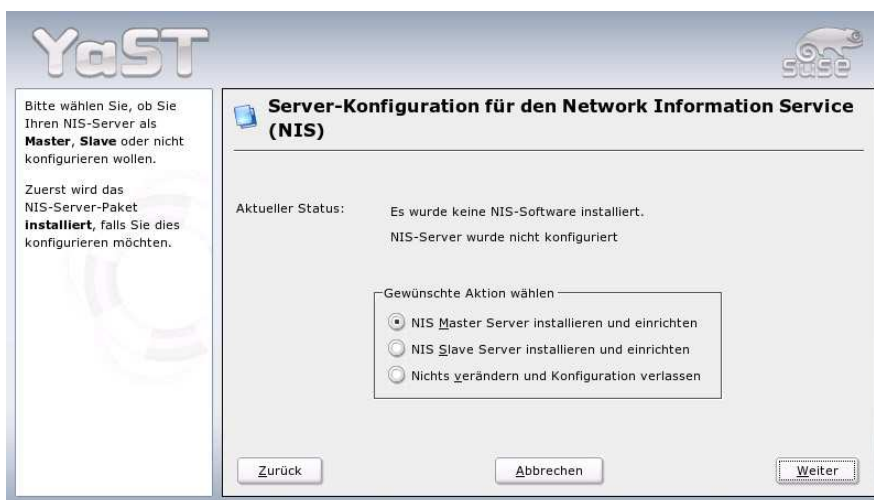 YaST
SUSE
Bitte wählen Sie, ob Sie
Ihren NIS-Server als
Master, Slave oder nicht
konfigurieren wollen.
Zuerst wird das
NIS-Server-Paket
installiert, falls Sie dies
konfigurieren möchten.
Server-Konfiguration für den Network Information Service
(NIS)
Aktueller Status:
Es wurde keine NIS-Software installiert.
NIS-Server wurde nicht konfiguriert
Gewünschte Aktion wählen
NIS Master Server installieren und einrichten
NIS Slave Server installieren und einrichten
Nichts verändern und Konfiguration verlassen
Zurück
Abbrechen
Weiter